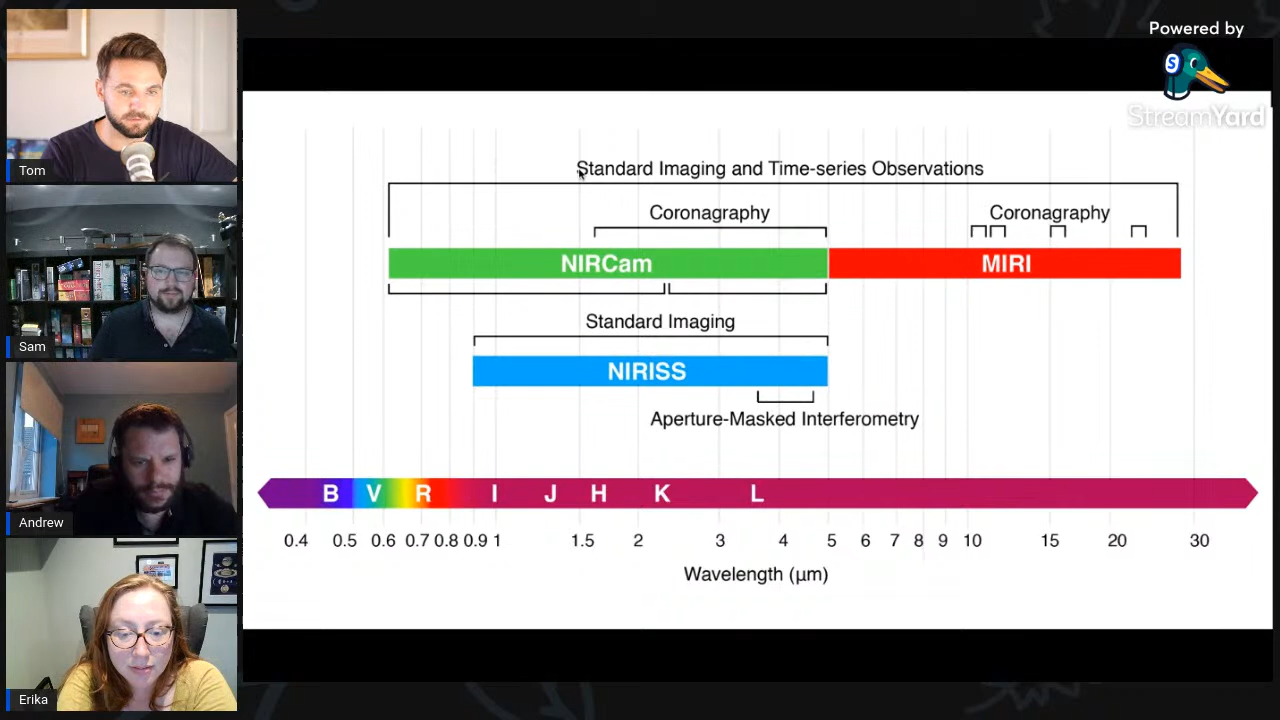 Powered by
S
StreamYard
Tom
Sam
Andrew
Erika
Standard Imaging and Time-series Observations
Coronagraphy
Coronagraphy
NIRCam
MIRI
Standard Imaging
NIRISS
Aperture-Masked Interferometry
B V R I J H K L
0.4 0.5 0.6 0.7 0.8 0.9 1 1.5 2 3 4 5 6 7 8 9 10 15 20 30
Wavelength (μm)